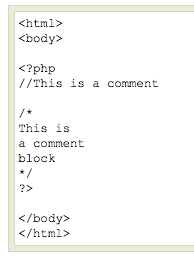 <html>
<body>

<?php
//This is a comment

/*
This is
a comment
block
*/
?>

</body>
</html>